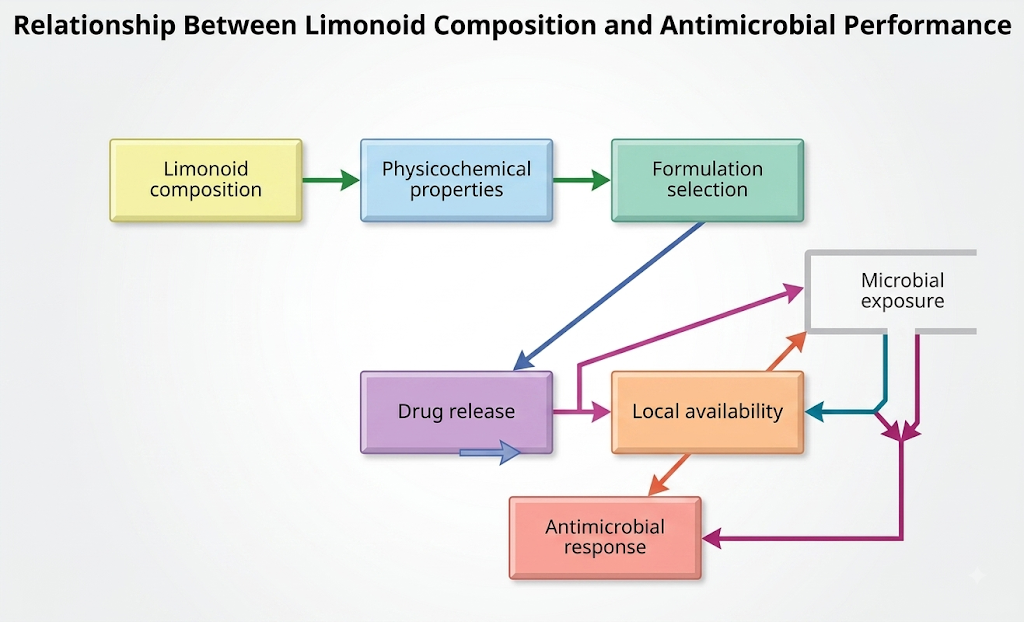 Relationship Between Limonoid Composition and Antimicrobial Performance
Limonoid
composition
Physicochemical
properties
Formulation
selection
Microbial
exposure
Drug release
Local availability
Antimicrobial
response